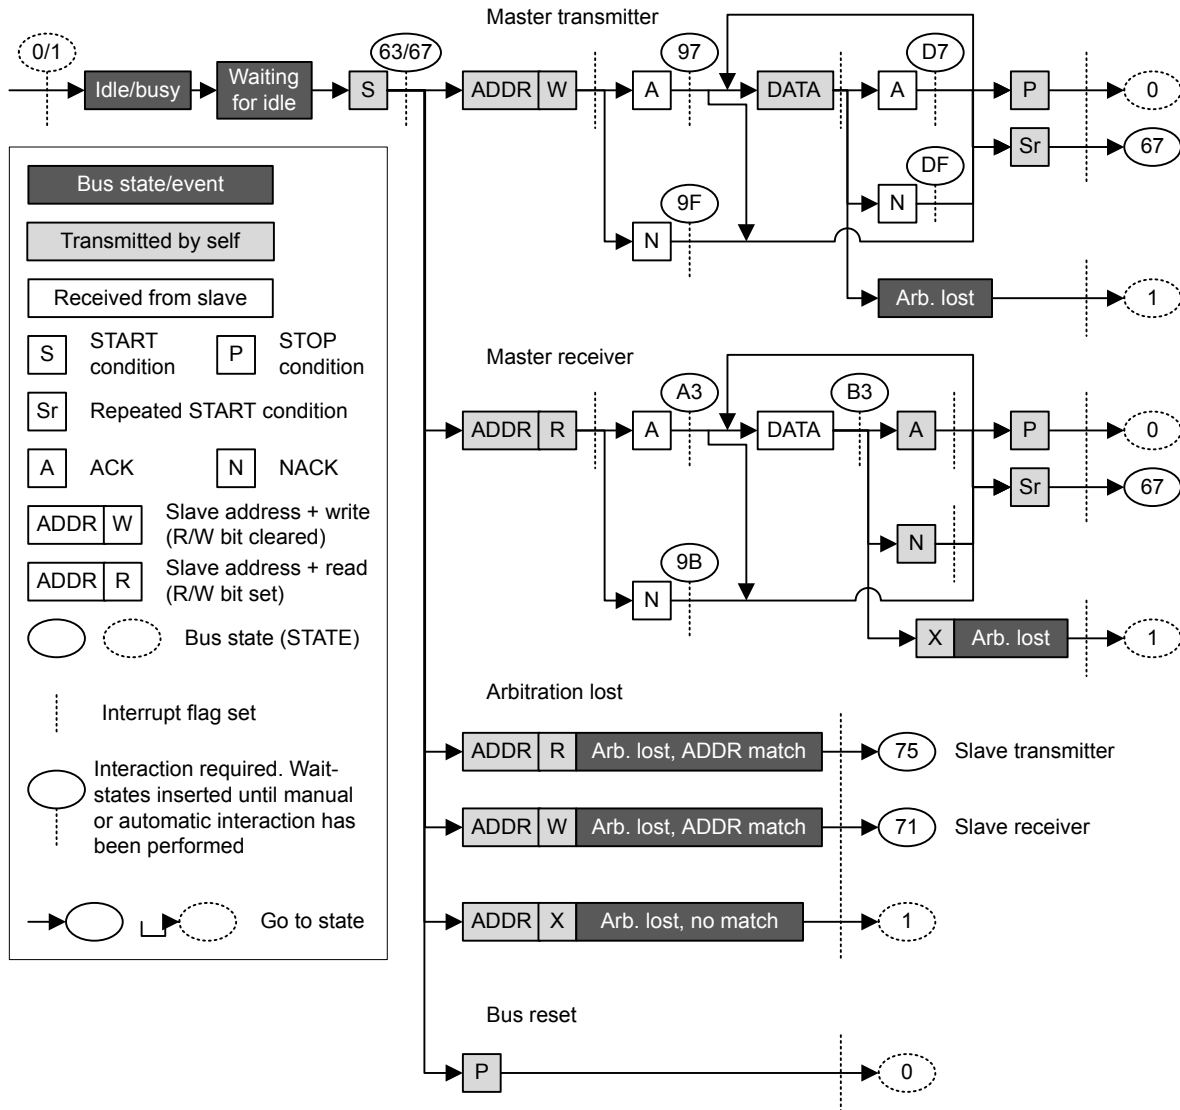 Master transmitter
0/1
63/67
97
D7
Idle/busy
Waiting
for idle
S
ADDR W
A
DATA
A
P
0
Sr
67
DF
N
9F
N
Arb. lost
1
Bus state/event
Transmitted by self
Received from slave
S
START
condition
P
STOP
condition
Sr
Repeated START condition
A
ACK
N
NACK
ADDR W
Slave address + write
(R/W bit cleared)
ADDR R
Slave address + read
(R/W bit set)
Bus state (STATE)
Interrupt flag set
Interaction required. Wait-
states inserted until manual
or automatic interaction has
been performed
Go to state
Master receiver
A3
B3
ADDR R
A
DATA
A
P
0
Sr
67
N
9B
N
X Arb. lost
1
Arbitration lost
ADDR R Arb. lost, ADDR match
75
Slave transmitter
ADDR W Arb. lost, ADDR match
71
Slave receiver
ADDR X Arb. lost, no match
1
Bus reset
P
0